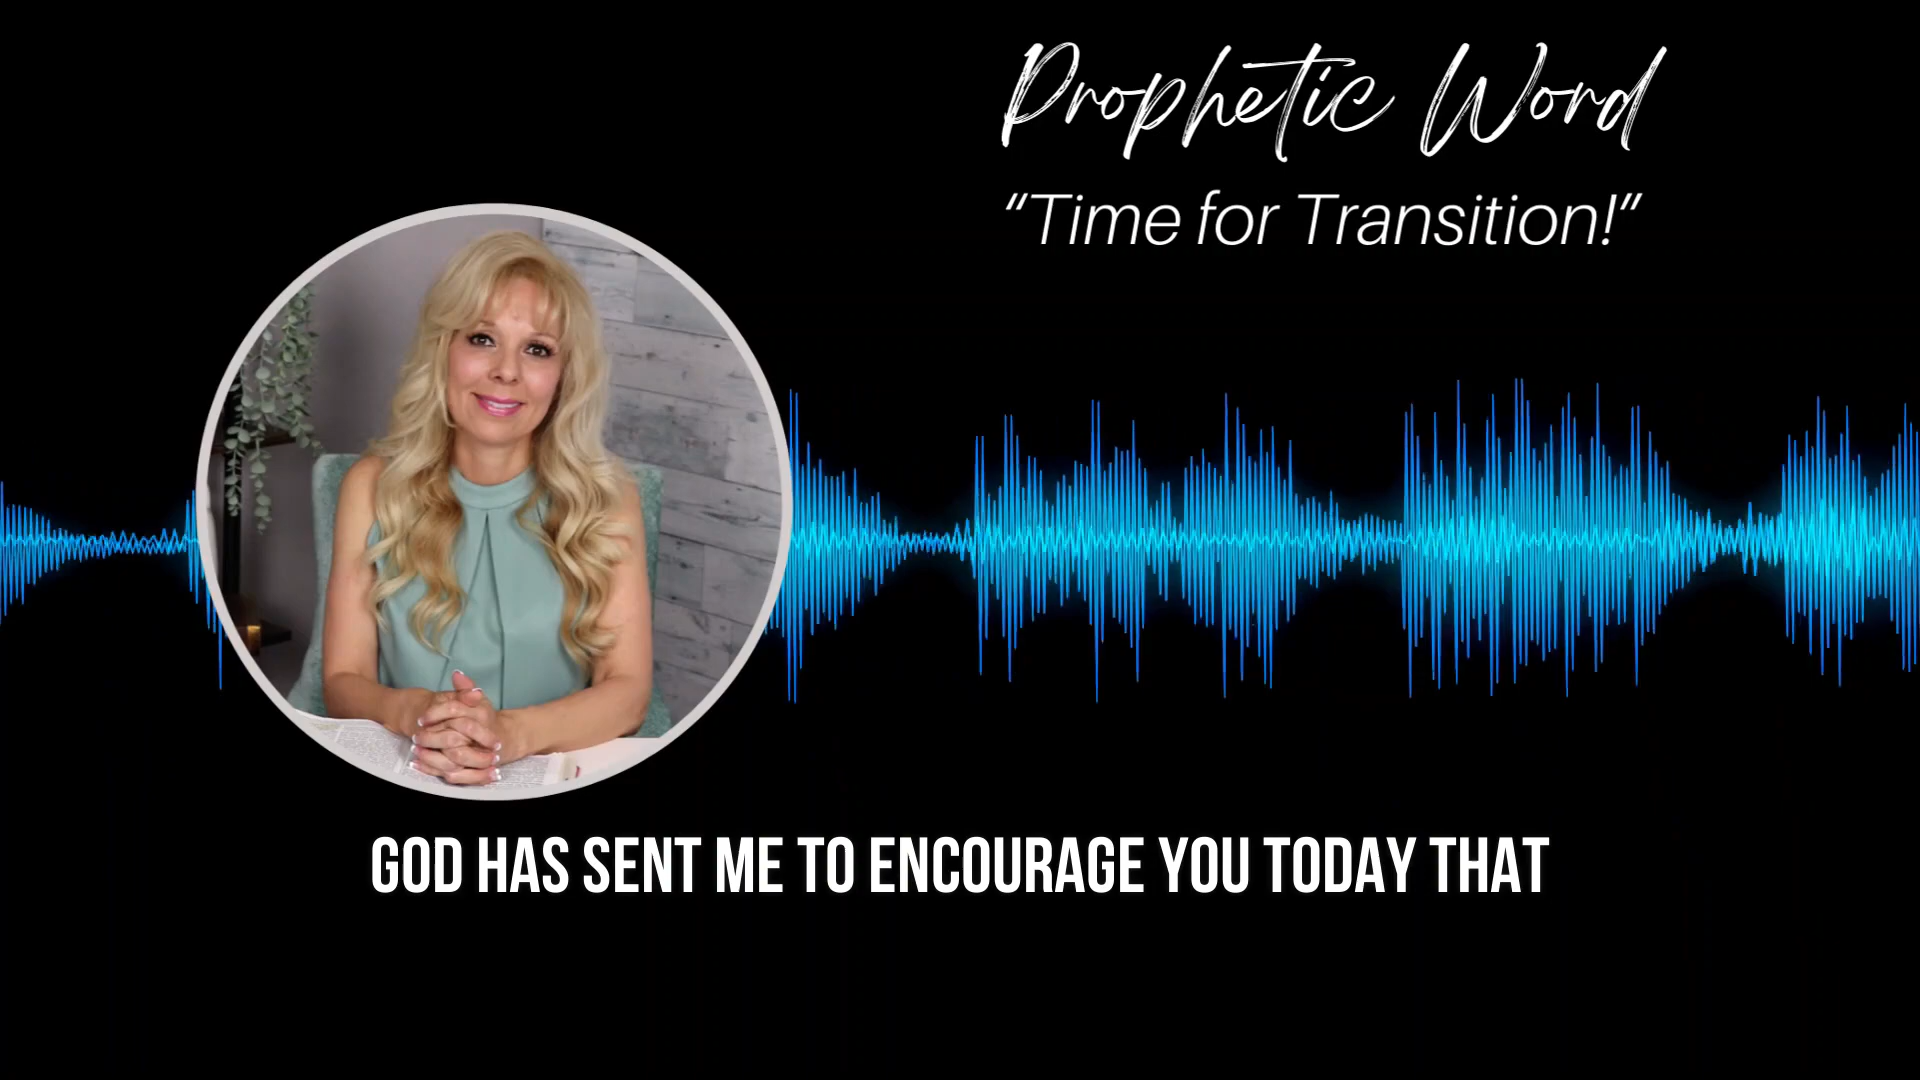 Prophetic Word
“Time for Transition!”
GOD HAS SENT ME TO ENCOURAGE YOU TODAY THAT